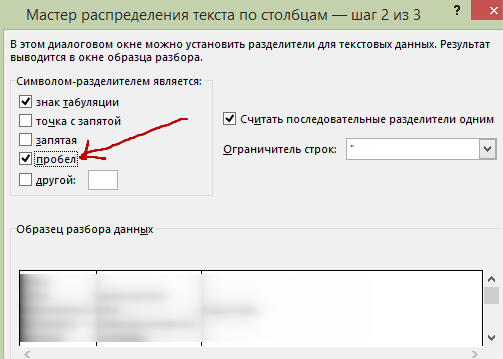 Мастер распределения текста по столбцам — шаг 2 из 3
В этом диалоговом окне можно установить разделители для текстовых данных. Результат
выводится в окне образца разбора.
Символом-разделителем является:
знак табуляции
точка с запятой
запятая
пробел
другой:
Считать последовательные разделители одним
Ограничитель строк: "
Образец разбора данных